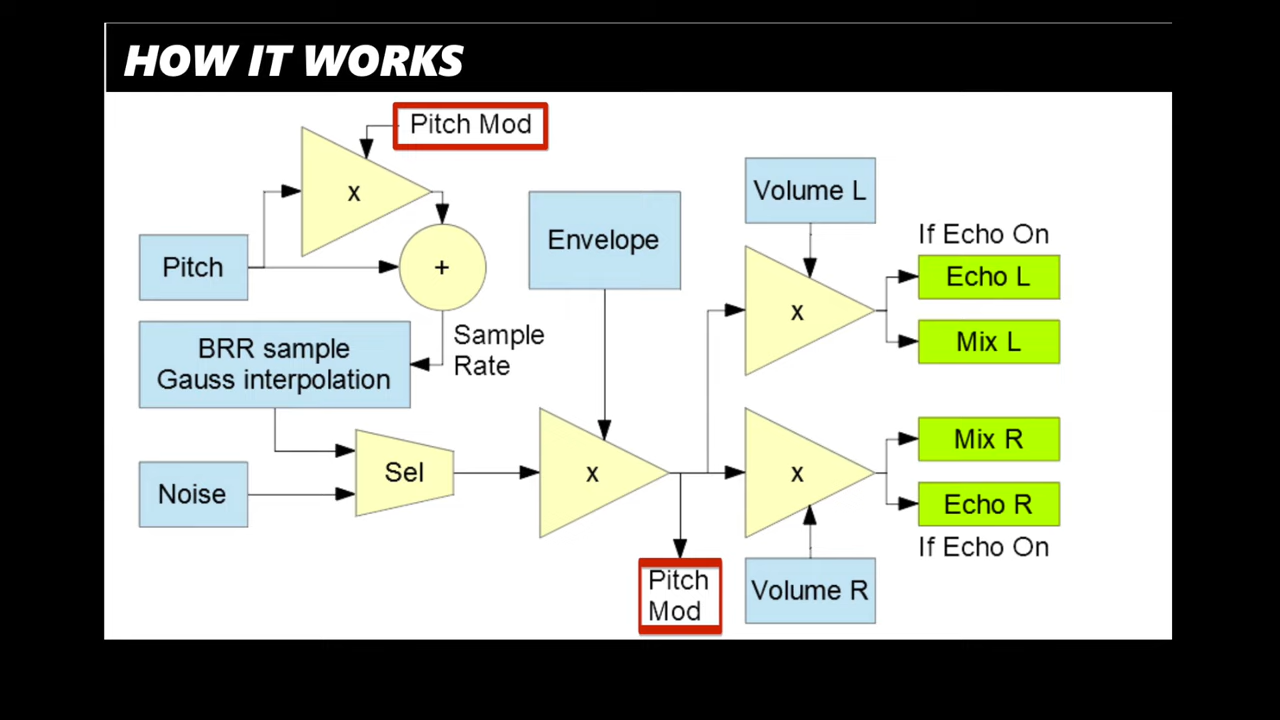 HOW IT WORKS
Pitch Mod
x
Pitch
+
Sample
Rate
BRR sample
Gauss interpolation
Noise
Sel
Envelope
x
Pitch
Mod
Volume L
x
If Echo On
Echo L
Mix L
x
Mix R
Echo R
If Echo On
Volume R